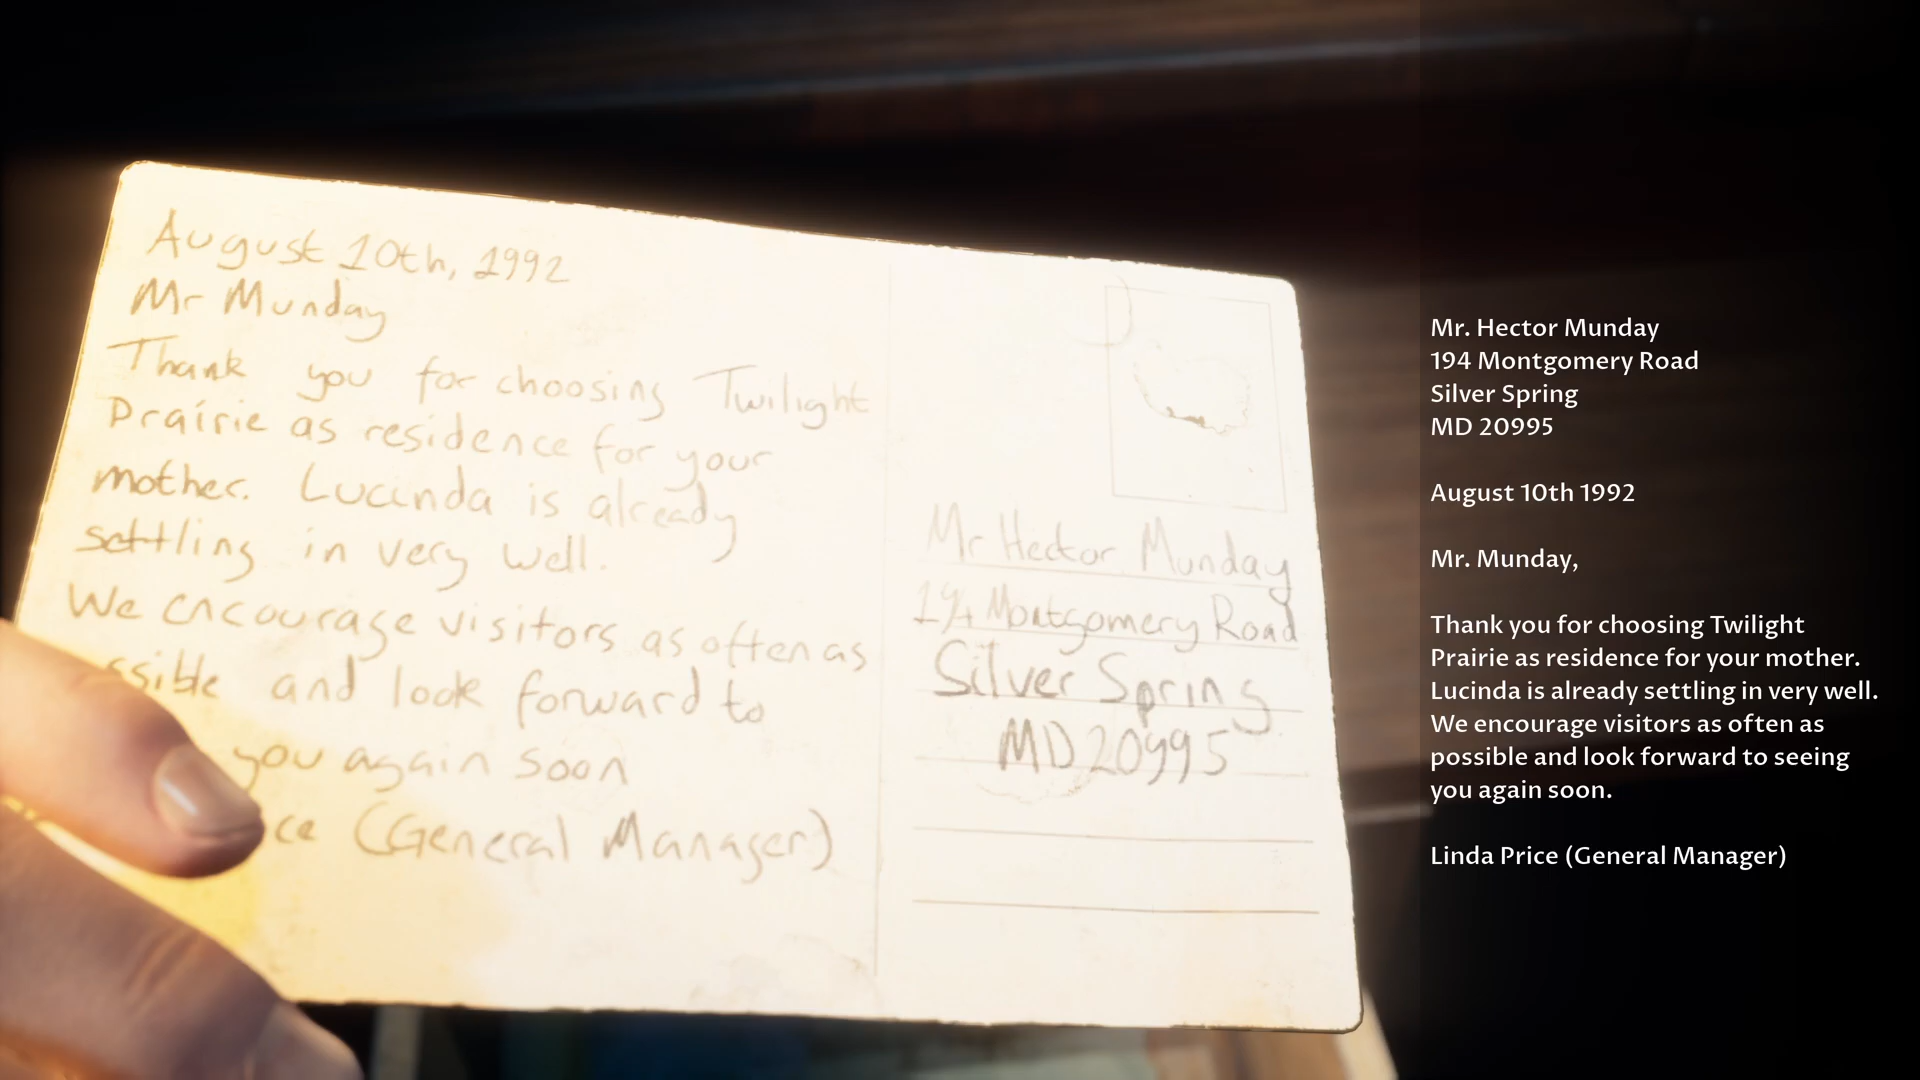 August 10th, 1992
Mr Munday
Thank you for choosing Twilight
Prairie as residence for your
mother. Lucinda is already
settling in very well.
We encourage visitors as often as
ssible and look forward to
you again soon
ce (General Manager)
Mr Hector Munday
194 Montgomery Road
Silver Spring
MD 20995
Mr. Hector Munday
194 Montgomery Road
Silver Spring
MD 20995
August 10th 1992
Mr. Munday,
Thank you for choosing Twilight
Prairie as residence for your mother.
Lucinda is already settling in very well.
We encourage visitors as often as
possible and look forward to seeing
you again soon.
Linda Price (General Manager)